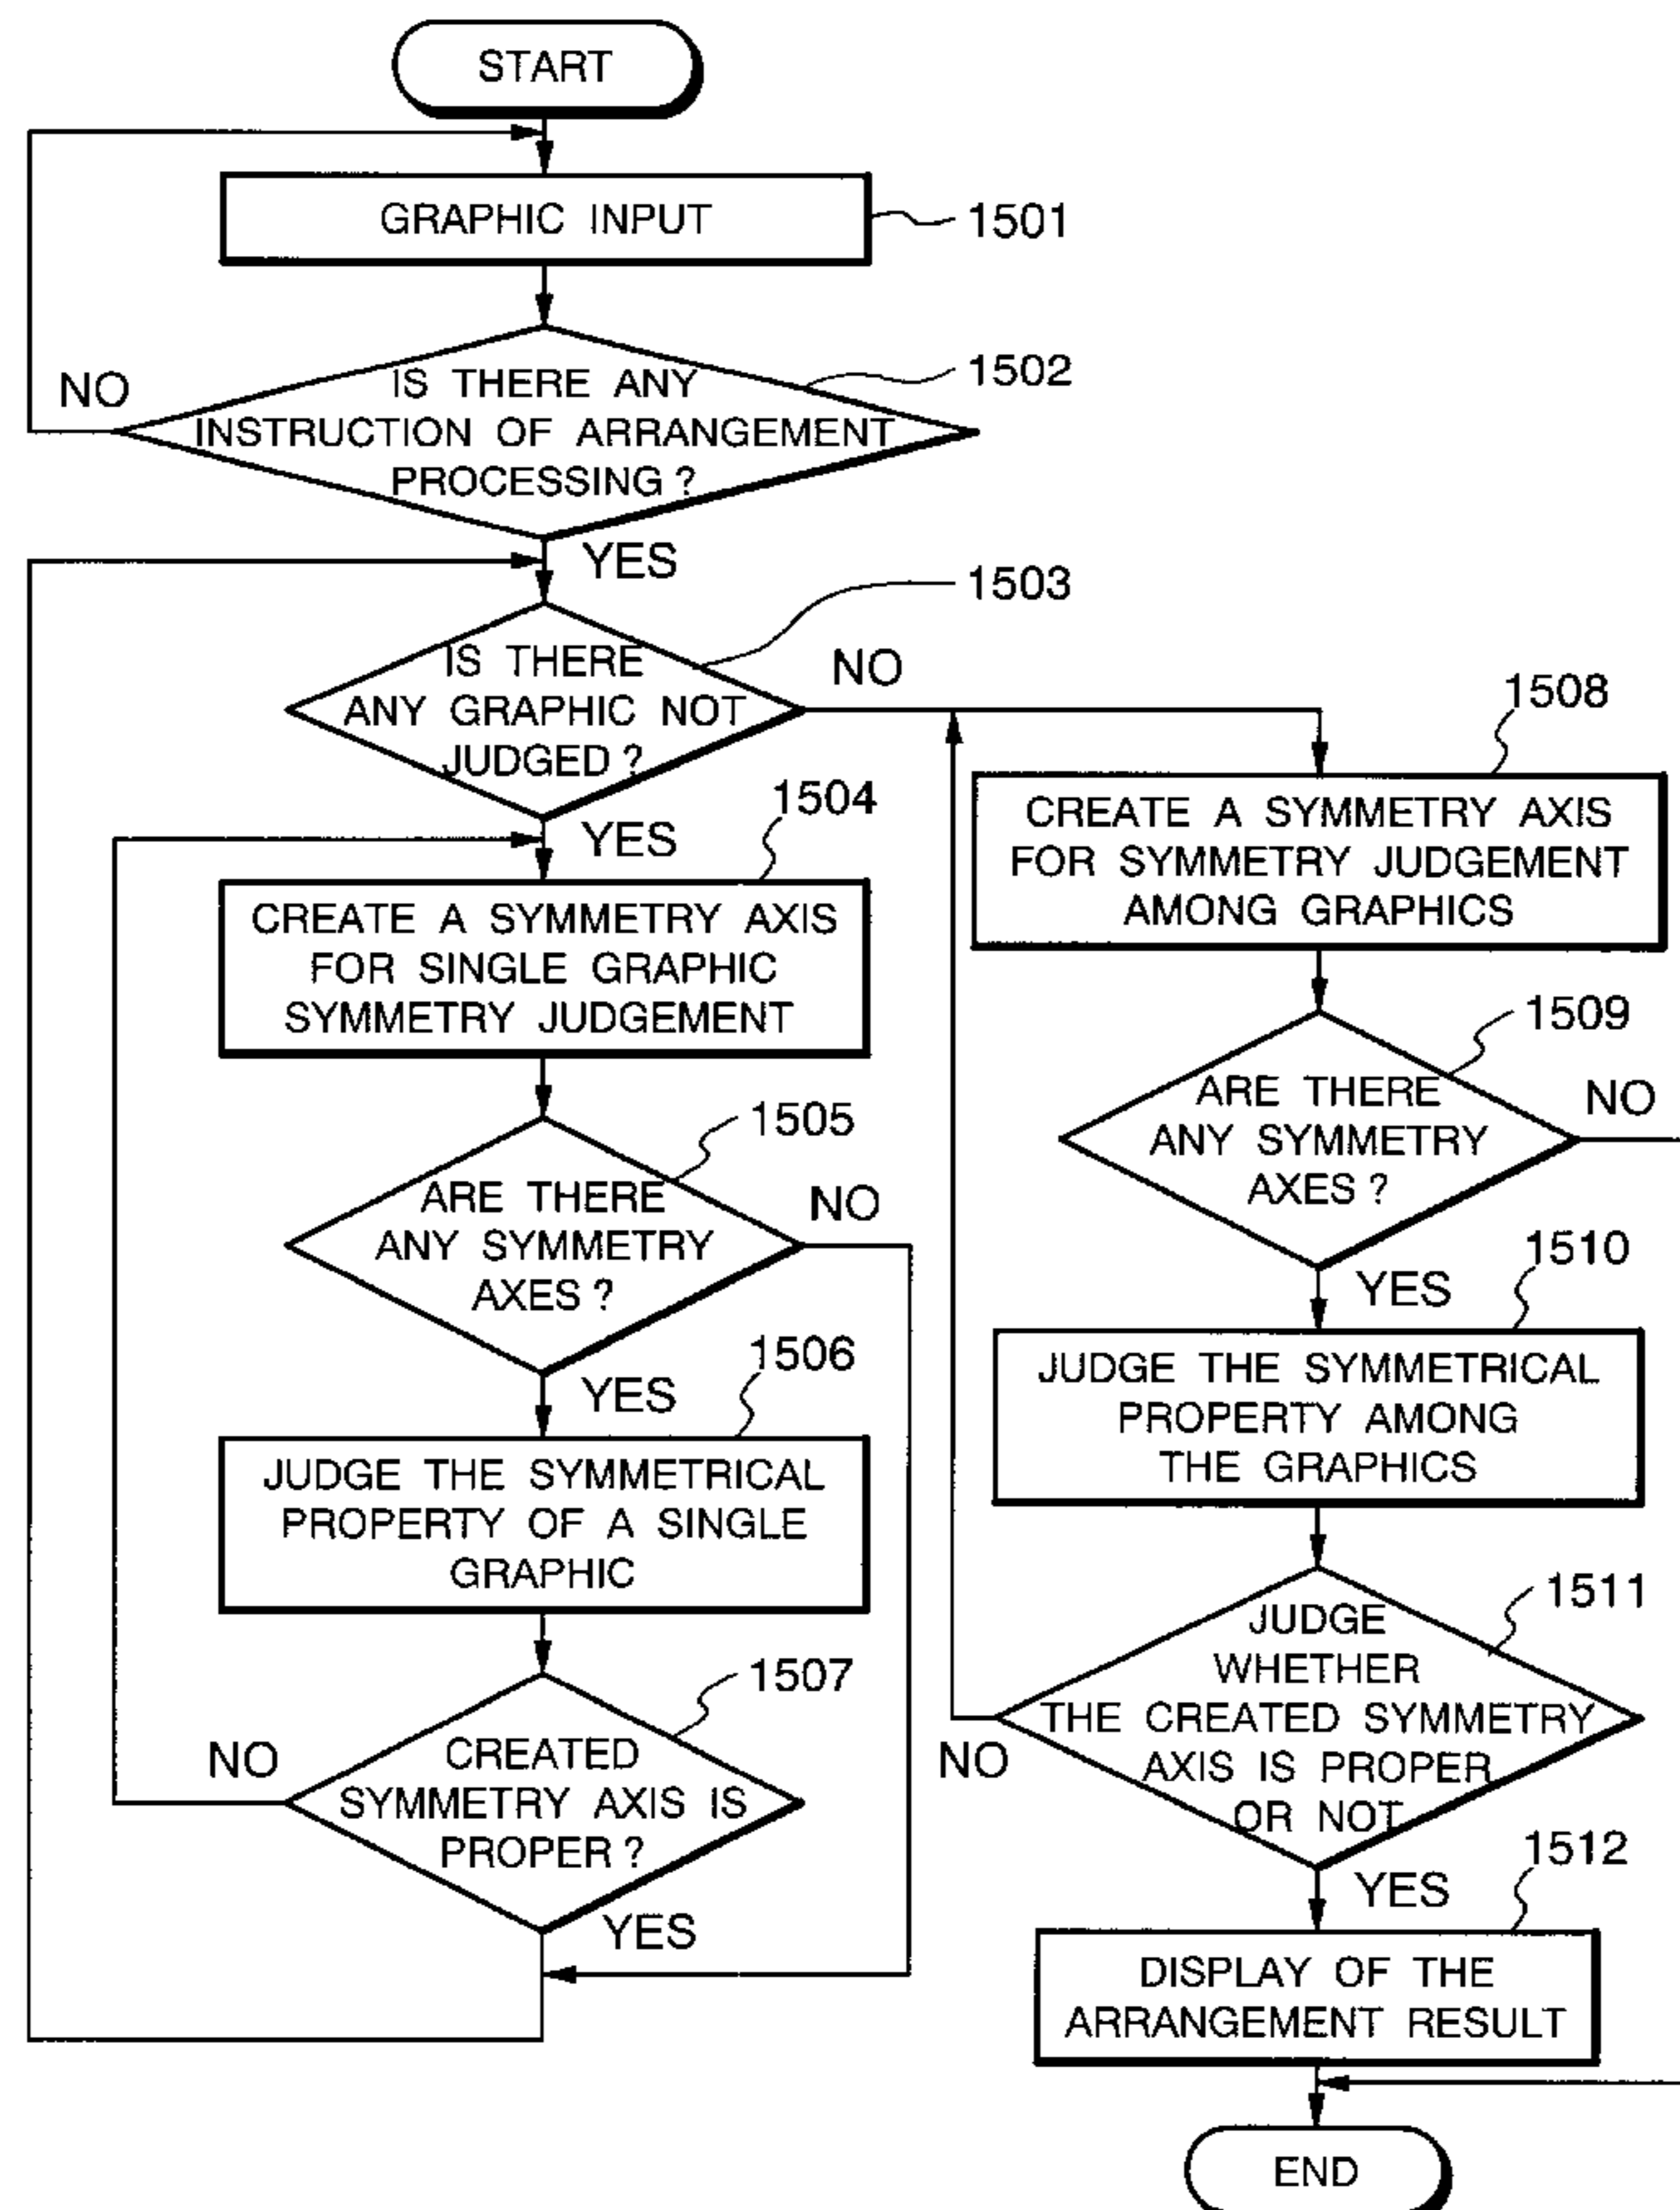 START
GRAPHIC INPUT
1501
IS THERE ANY
INSTRUCTION OF ARRANGEMENT
PROCESSING ?
1502
NO
YES
IS THERE
ANY GRAPHIC NOT
JUDGED ?
1503
NO
YES
1504
CREATE A SYMMETRY AXIS
FOR SINGLE GRAPHIC
SYMMETRY JUDGEMENT
1505
ARE THERE
ANY SYMMETRY
AXES ?
NO
YES
1506
JUDGE THE SYMMETRICAL
PROPERTY OF A SINGLE
GRAPHIC
1507
CREATED
SYMMETRY AXIS IS
PROPER ?
NO
YES
1508
CREATE A SYMMETRY AXIS
FOR SYMMETRY JUDGEMENT
AMONG GRAPHICS
1509
ARE THERE
ANY SYMMETRY
AXES ?
NO
YES
1510
JUDGE THE SYMMETRICAL
PROPERTY AMONG
THE GRAPHICS
1511
JUDGE
WHETHER
THE CREATED SYMMETRY
AXIS IS PROPER
OR NOT
NO
YES
1512
DISPLAY OF THE
ARRANGEMENT RESULT
END